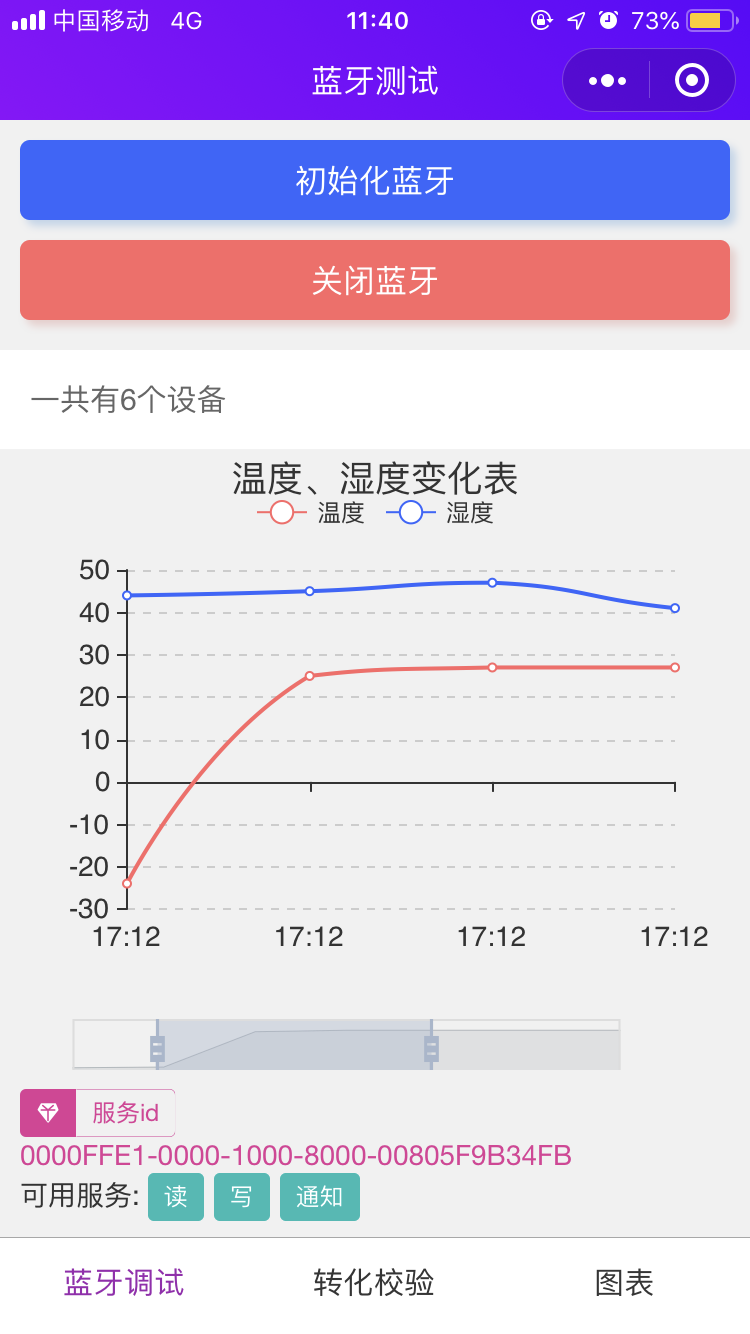 中国移动 4G 11:40 73%
蓝牙测试
初始化蓝牙
关闭蓝牙
一共有6个设备
温度、湿度变化表
温度 湿度
50
40
30
20
10
0
-10
-20
-30
17:12 17:12 17:12 17:12
服务id
0000FFE1-0000-1000-8000-00805F9B34FB
可用服务: 读 写 通知
蓝牙调试 转化校验 图表